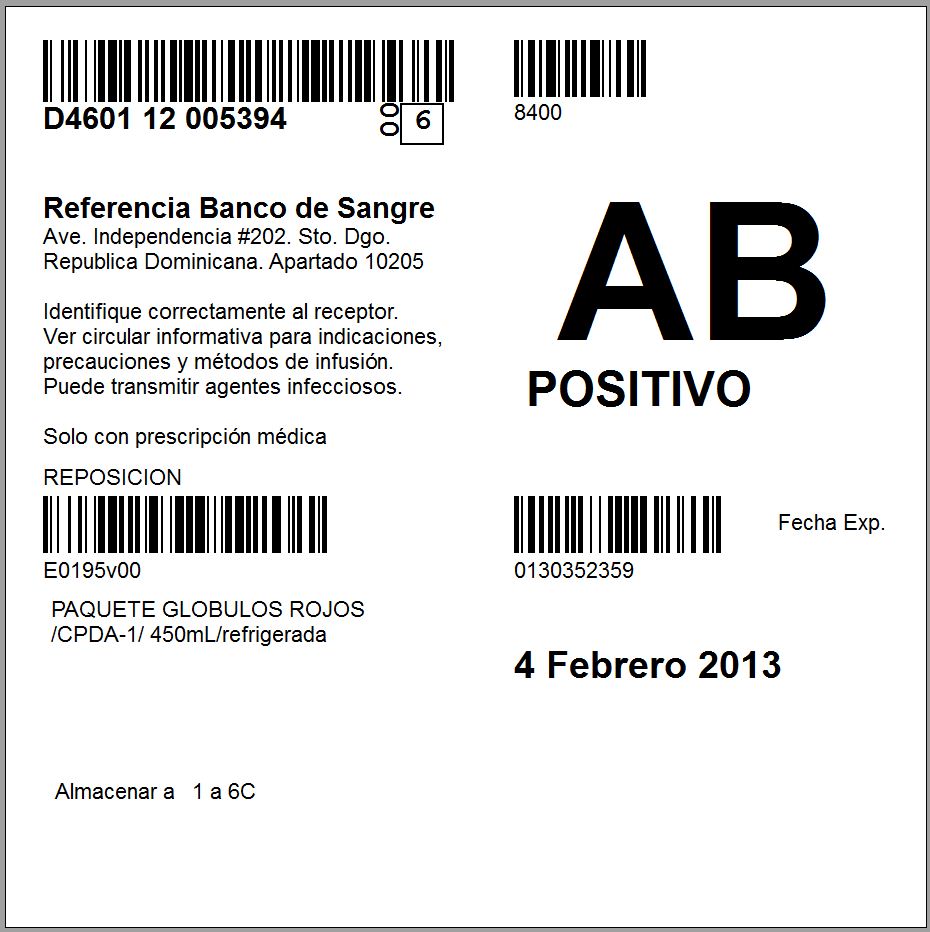 D4601 12 005394
00
6
8400
Referencia Banco de Sangre
Ave. Independencia #202. Sto. Dgo.
Republica Dominicana. Apartado 10205
Identifique correctamente al receptor.
Ver circular informativa para indicaciones,
precauciones y métodos de infusión.
Puede transmitir agentes infecciosos.
Solo con prescripción médica
AB
POSITIVO
REPOSICION
E0195v00
PAQUETE GLOBULOS ROJOS
/CPDA-1/ 450mL/refrigerada
Almacenar a 1 a 6C
Fecha Exp.
0130352359
4 Febrero 2013